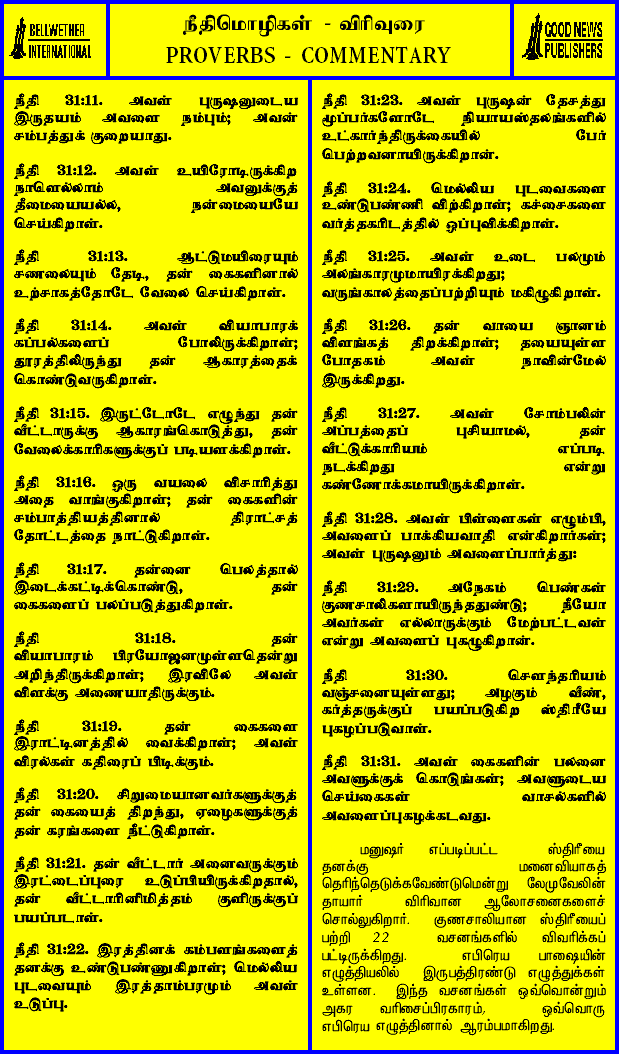 BELLWETHER
INTERNATIONAL
நீதிமொழிகள் - விரிவுரை
PROVERBS - COMMENTARY
GOOD NEWS
PUBLISHERS
நீதி 31:11. அவள் புருஷனுடைய
இருதயம் அவளை நம்பும்; அவன்
சம்பத்துக் குறையாது.
நீதி 31:12. அவள் உயிரோடிருக்கிற
நாளெல்லாம் அவனுக்குத்
தீமையையல்ல, நன்மையையே
செய்கிறாள்.
நீதி 31:13. ஆட்டுமயிரையும்
சணலையும் தேடி, தன் கைகளினால்
உற்சாகத்தோடே வேலை செய்கிறாள்.
நீதி 31:14. அவள் வியாபாரக்
கப்பல்களைப் போலிருக்கிறாள்;
தூரத்திலிருந்து தன் ஆகாரத்தைக்
கொண்டுவருகிறாள்.
நீதி 31:15. இருட்டோடே எழுந்து தன்
வீட்டாருக்கு ஆகாரங்கொடுத்து, தன்
வேலைக்காரிகளுக்குப் படியளக்கிறாள்.
நீதி 31:16. ஒரு வயலை விசாரித்து
அதை வாங்குகிறாள்; தன் கைகளின்
சம்பாத்தியத்தினால் திராட்சத்
தோட்டத்தை நாட்டுகிறாள்.
நீதி 31:17. தன்னை பெலத்தால்
இடைக்கட்டிக்கொண்டு, தன்
கைகளைப் பலப்படுத்துகிறாள்.
நீதி 31:18. தன்
வியாபாரம் பிரயோஜனமுள்ளதென்று
அறிந்திருக்கிறாள்; இரவிலே அவள்
விளக்கு அணையாதிருக்கும்.
நீதி 31:19. தன் கைகளை
இராட்டினத்தில் வைக்கிறாள்; அவள்
விரல்கள் கதிரைப் பிடிக்கும்.
நீதி 31:20. சிறுமையானவர்களுக்குத்
தன் கையைத் திறந்து, ஏழைகளுக்குத்
தன் கரங்களை நீட்டுகிறாள்.
நீதி 31:21. தன் வீட்டார் அனைவருக்கும்
இரட்டைப்புரை உடுப்பியிருக்கிறதால்,
தன் வீட்டாரினிமித்தம் குளிருக்குப்
பயப்படாள்.
நீதி 31:22. இரத்தினக் கம்பளங்களைத்
தனக்கு உண்டுபண்ணுகிறாள்; மெல்லிய
புடவையும் இரத்தாம்பரமும் அவள்
உடுப்பு.
நீதி 31:23. அவள் புருஷன் தேசத்து
மூப்பர்களோடே நியாயஸ்தலங்களில்
உட்கார்ந்திருக்கையில் பேர்
பெற்றவனாயிருக்கிறான்.
நீதி 31:24. மெல்லிய புடவைகளை
உண்டுபண்ணி விற்கிறாள்; கச்சைகளை
வர்த்தகரிடத்தில் ஒப்புவிக்கிறாள்.
நீதி 31:25. அவள் உடை பலமும்
அலங்காரமுமாயிரக்கிறது;
வருங்காலத்தைப்பற்றியும் மகிழுகிறாள்.
நீதி 31:26. தன் வாயை ஞானம்
விளங்கத் திறக்கிறாள்; தயையுள்ள
போதகம் அவள் நாவின்மேல்
இருக்கிறது.
நீதி 31:27. அவள் சோம்பலின்
அப்பத்தைப் புசியாமல், தன்
வீட்டுக்காரியம் எப்படி
நடக்கிறது என்று
கண்ணோக்கமாயிருக்கிறாள்.
நீதி 31:28. அவள் பிள்ளைகள் எழும்பி,
அவளைப் பாக்கியவாதி என்கிறார்கள்;
அவள் புருஷனும் அவளைப்பார்த்து:
நீதி 31:29. அநேகம் பெண்கள்
குணசாலிகளாயிருந்ததுண்டு; நீயோ
அவர்கள் எல்லாருக்கும் மேற்பட்டவள்
என்று அவளைப் புகழுகிறான்.
நீதி 31:30. சௌந்தரியம்
வஞ்சனையுள்ளது; அழகும் வீண்,
கர்த்தருக்குப் பயப்படுகிற ஸ்திரீயே
புகழப்படுவாள்.
நீதி 31:31. அவள் கைகளின் பலனை
அவளுக்குக் கொடுங்கள்; அவளுடைய
செய்கைகள் வாசல்களில்
அவளைப்புகழக்கடவது.
மனுஷர் எப்படிப்பட்ட ஸ்திரீயை
தனக்கு மனைவியாகத்
தெரிந்தெடுக்கவேண்டுமென்று லேமுவேலின்
தாயார் விரிவான ஆலோசனைகளைச்
சொல்லுகிறார். குணசாலியான ஸ்திரீயைப்
பற்றி 22 வசனங்களில் விவரிக்கப்
பட்டிருக்கிறது. எபிரெய பாஷையின்
எழுத்தியலில் இருபத்திரண்டு எழுத்துக்கள்
உள்ளன. இந்த வசனங்கள் ஒவ்வொன்றும்
அகர வரிசைப்பிரகாரம், ஒவ்வொரு
எபிரெய எழுத்தினால் ஆரம்பமாகிறது.